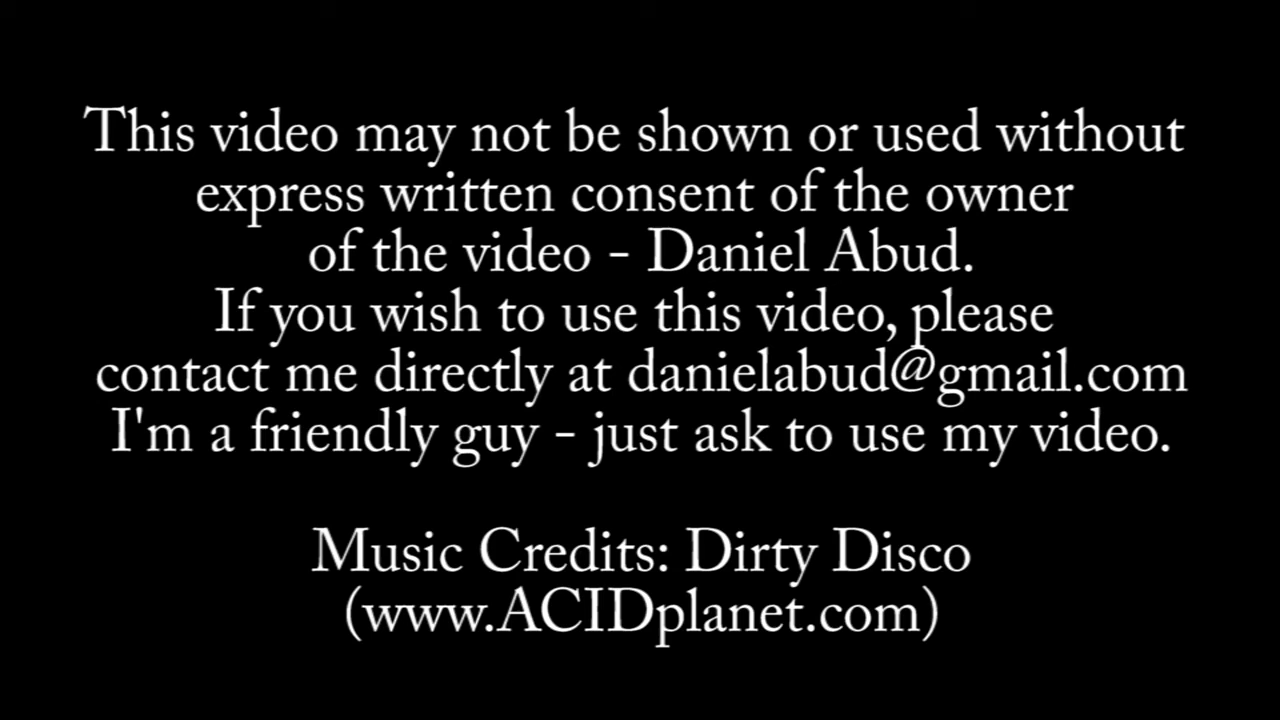 This video may not be shown or used without
express written consent of the owner
of the video - Daniel Abud.
If you wish to use this video, please
contact me directly at danielabud@gmail.com
I'm a friendly guy - just ask to use my video.
Music Credits: Dirty Disco
(www.ACIDplanet.com)